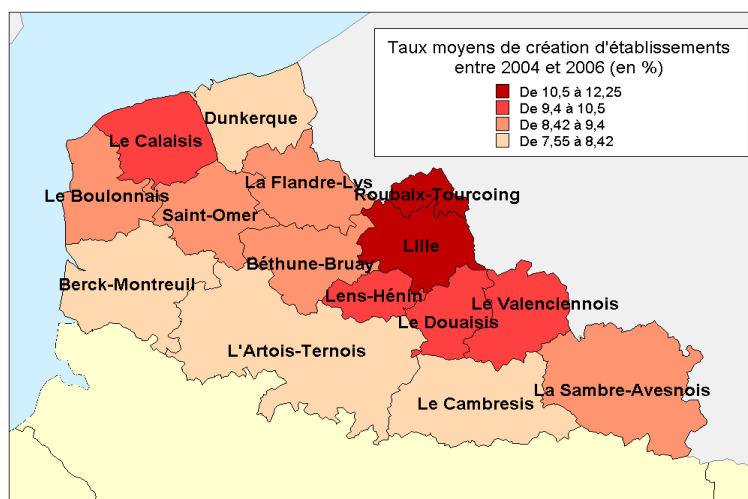 Taux moyens de création d'établissements
entre 2004 et 2006 (en %)
De 10,5 à 12,25
De 9,4 à 10,5
De 8,42 à 9,4
De 7,55 à 8,42
Dunkerque
Le Calaisis
La Flandre-Lys
Le Boulonnais
Roubaix-Tourcoing
Saint-Omer
Lille
Béthune-Bruay
Berck-Montreuil
Lens-Hénin
Le Valenciennois
Le Douaisis
L'Artois-Ternois
La Sambre-Avesnois
Le Cambresis